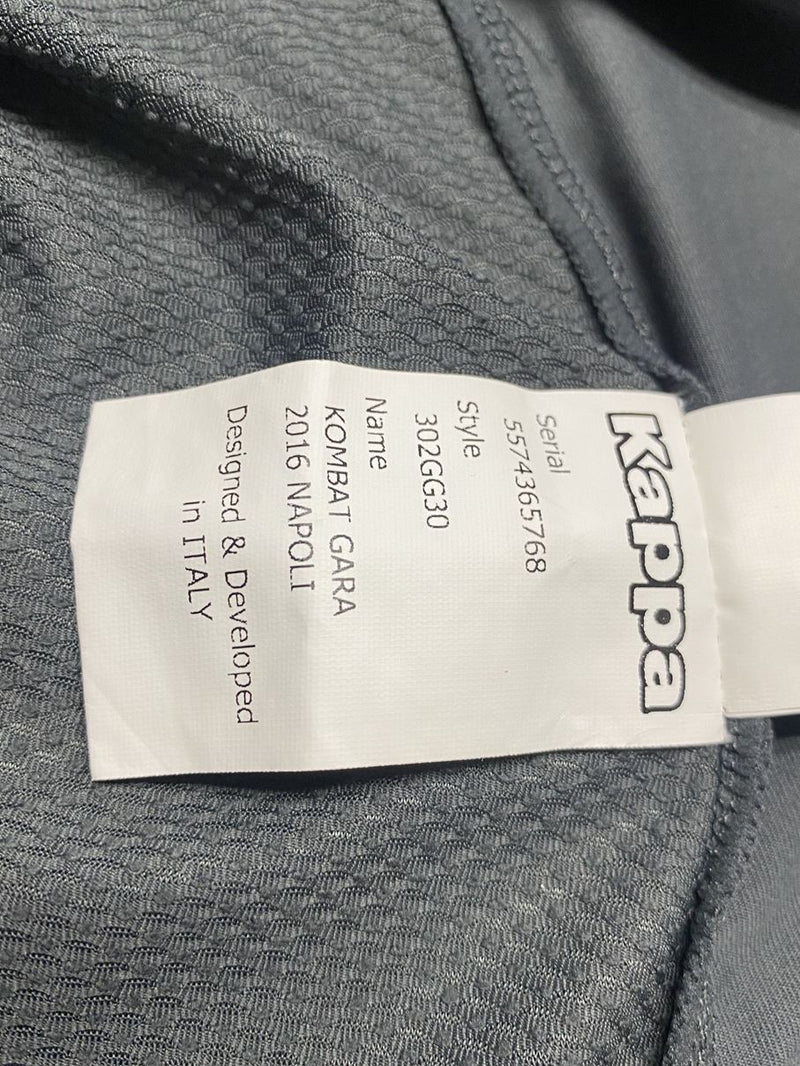 Kappa
Serial
5574365768
Style
302GG30
Name
KOMBAT GARA
2016 NAPOLI
Designed & Developed
in ITALY